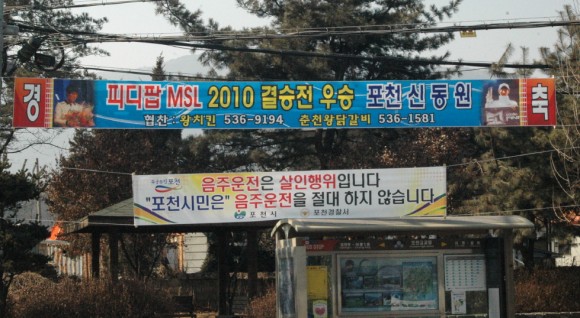 경 피디팝 MSL 2010 결승전 우승 포천 신동원 축
협찬 : 왕치킨 536-9194 춘천왕닭갈비 536-1581
포천
음주운전은 살인행위입니다
"포천시민은" 음주운전을 절대 하지 않습니다
포천시 포천경찰서